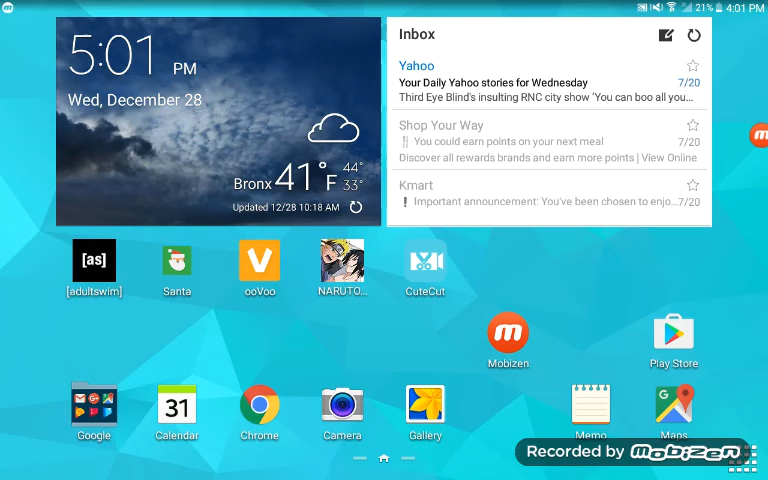 21% 4:01 PM
5:01 PM
Wed, December 28
Bronx 41°F 44° 33°
Updated 12/28 10:18 AM
Inbox
Yahoo
Your Daily Yahoo stories for Wednesday 7/20
Third Eye Blind's insulting RNC city show 'You can boo all you...
Shop Your Way
You could earn points on your next meal 7/20
Discover all rewards brands and earn more points | View Online
Kmart
! Important announcement: You've been chosen to enjo... 7/20
[as]
[adultswim]
Santa
ooVoo
NARUTO...
CuteCut
Mobizen
Play Store
31
Google
Calendar
Chrome
Camera
Gallery
Memo
Maps
Recorded by mobizen